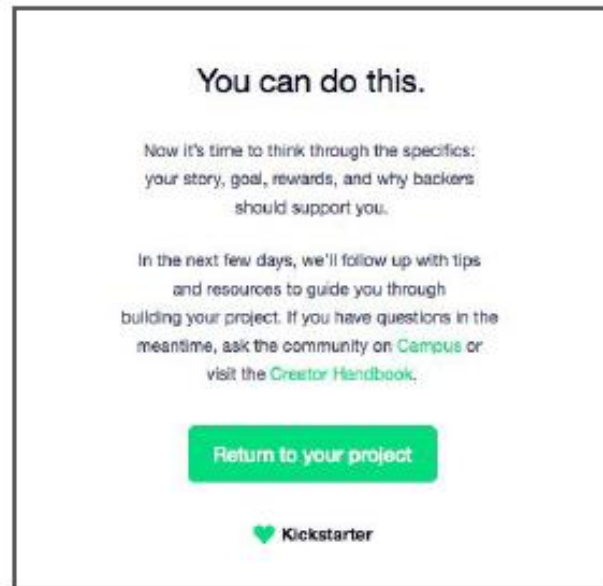 You can do this.
Now it's time to think through the specifics:
your story, goal, rewards, and why backers
should support you.
In the next few days, we'll follow up with tips
and resources to guide you through
building your project. If you have questions in the
meantime, ask the community on Campus or
visit the Creator Handbook.
Return to your project
Kickstarter